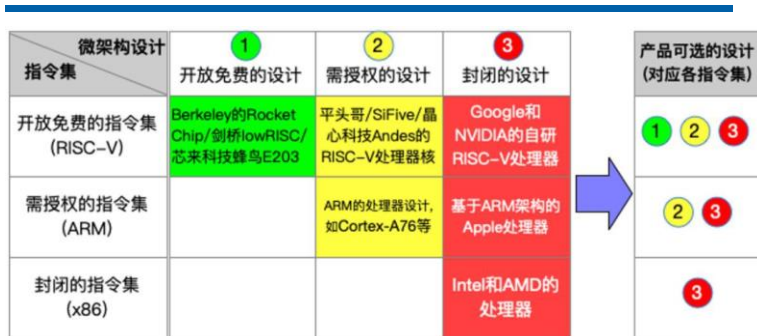 微架构设计
指令集
1
开放免费的设计
2
需授权的设计
3
封闭的设计
产品可选的设计
(对应各指令集)
开放免费的指令集
(RISC-V)
Berkeley的Rocket
Chip/剑桥lowRISC/
芯来科技蜂鸟E203
平头哥/SiFive/晶
心科技Andes的
RISC-V处理器核
Google和
NVIDIA的自研
RISC-V处理器
1 2 3
需授权的指令集
(ARM)
ARM的处理器设计,
如Cortex-A76等
基于ARM架构的
Apple处理器
2 3
封闭的指令集
(x86)
Intel和AMD的
处理器
3